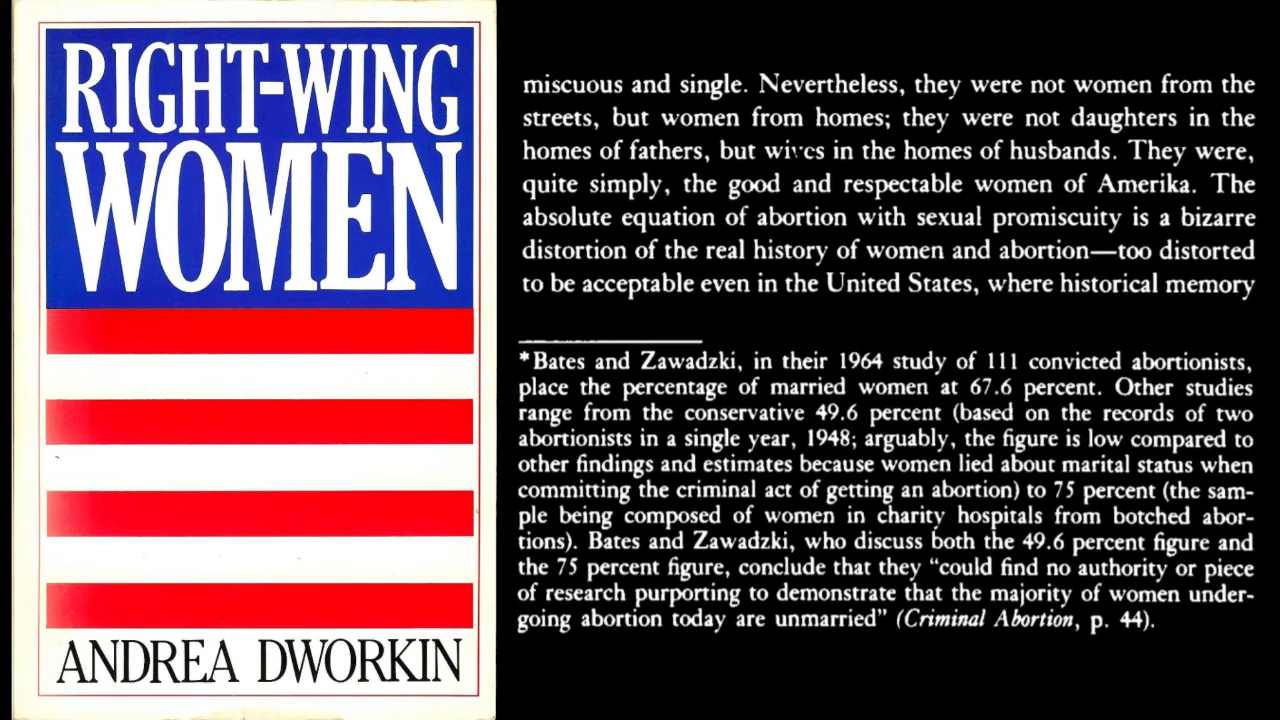 RIGHT-WING
WOMEN
ANDREA DWORKIN
miscuous and single. Nevertheless, they were not women from the
streets, but women from homes; they were not daughters in the
homes of fathers, but wives in the homes of husbands. They were,
quite simply, the good and respectable women of Amerika. The
absolute equation of abortion with sexual promiscuity is a bizarre
distortion of the real history of women and abortion—too distorted
to be acceptable even in the United States, where historical memory
*Bates and Zawadzki, in their 1964 study of 111 convicted abortionists,
place the percentage of married women at 67.6 percent. Other studies
range from the conservative 49.6 percent (based on the records of two
abortionists in a single year, 1948; arguably, the figure is low compared to
other findings and estimates because women lied about marital status when
committing the criminal act of getting an abortion) to 75 percent (the sam-
ple being composed of women in charity hospitals from botched abor-
tions). Bates and Zawadzki, who discuss both the 49.6 percent figure and
the 75 percent figure, conclude that they “could find no authority or piece
of research purporting to demonstrate that the majority of women under-
going abortion today are unmarried” (Criminal Abortion, p. 44).